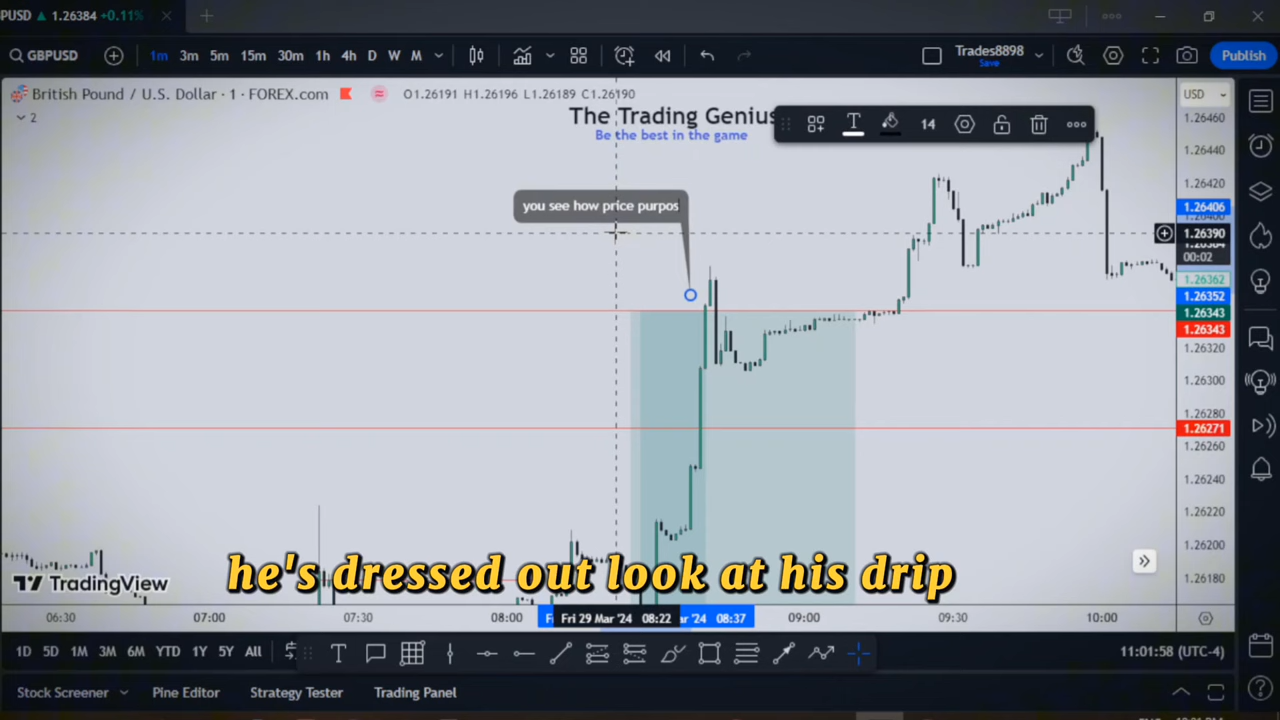 PUSD ▲ 1.26384 +0.11%
GBPUSD 1m 3m 5m 15m 30m 1h 4h D W M Trades8898 Save Publish
British Pound / U.S. Dollar · 1 · FOREX.com O1.26191 H1.26196 L1.26189 C1.26190 USD
2
The Trading Genius
Be the best in the game
14
you see how price purpos
1.26460
1.26440
1.26420
1.26406
1.26390
00:02
1.26362
1.26352
1.26343
1.26343
1.26320
1.26300
1.26280
1.26271
1.26260
1.26240
1.26220
1.26200
1.26180
he's dressed out look at his drip
TradingView
06:30 07:00 07:30 08:00 Fri 29 Mar '24 08:22 '24 08:37 09:00 09:30 10:00
1D 5D 1M 3M 6M YTD 1Y 5Y All 11:01:58 (UTC-4)
Stock Screener Pine Editor Strategy Tester Trading Panel